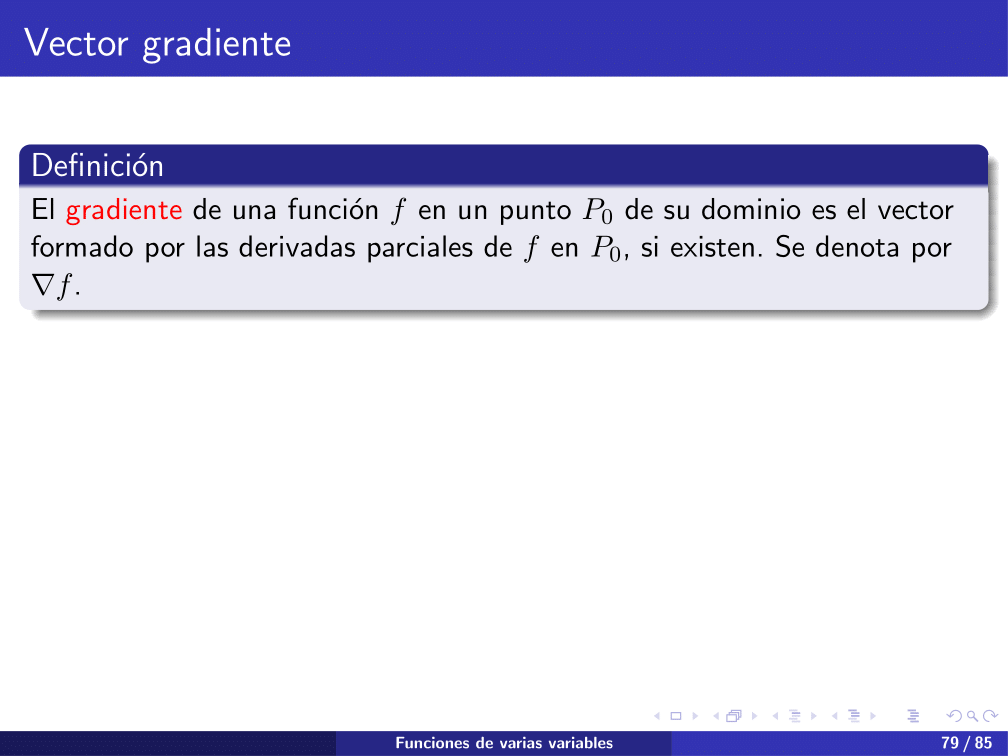 Vector gradiente
Definición
El gradiente de una función f en un punto P₀ de su dominio es el vector
formado por las derivadas parciales de f en P₀, si existen. Se denota por
∇f.
Funciones de varias variables
79 / 85